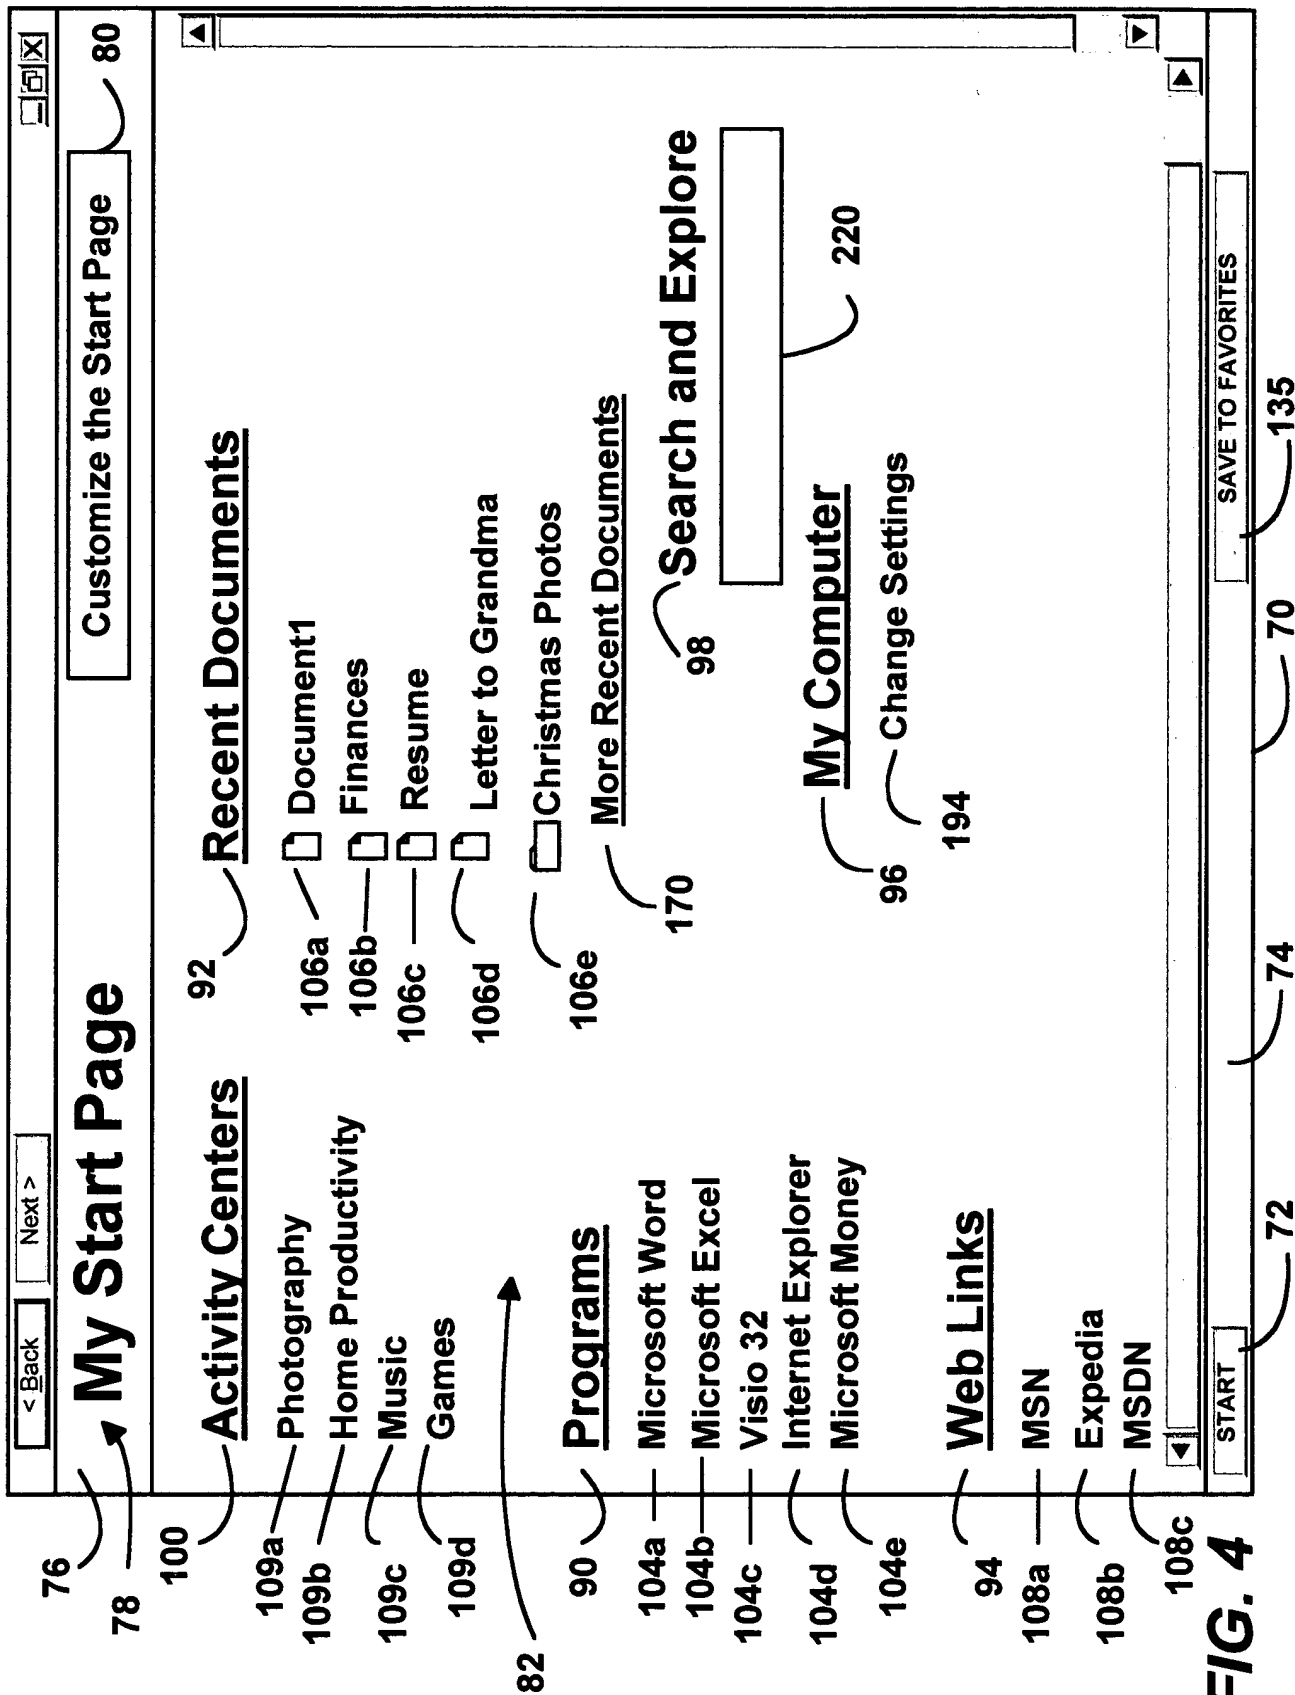 < Back Next >
76 My Start Page Customize the Start Page 80
78
100 Activity Centers 92 Recent Documents
109a Photography 106a Document1
109b Home Productivity 106b Finances
109c Music 106c Resume
109d Games 106d Letter to Grandma
82 106e Christmas Photos
90 Programs 170 More Recent Documents
104a Microsoft Word 98 Search and Explore
104b Microsoft Excel
104c Visio 32 220
104d Internet Explorer 96 My Computer
104e Microsoft Money 194 Change Settings
94 Web Links
108a MSN
108b Expedia
108c MSDN
START SAVE TO FAVORITES
72 74 70 135
FIG. 4